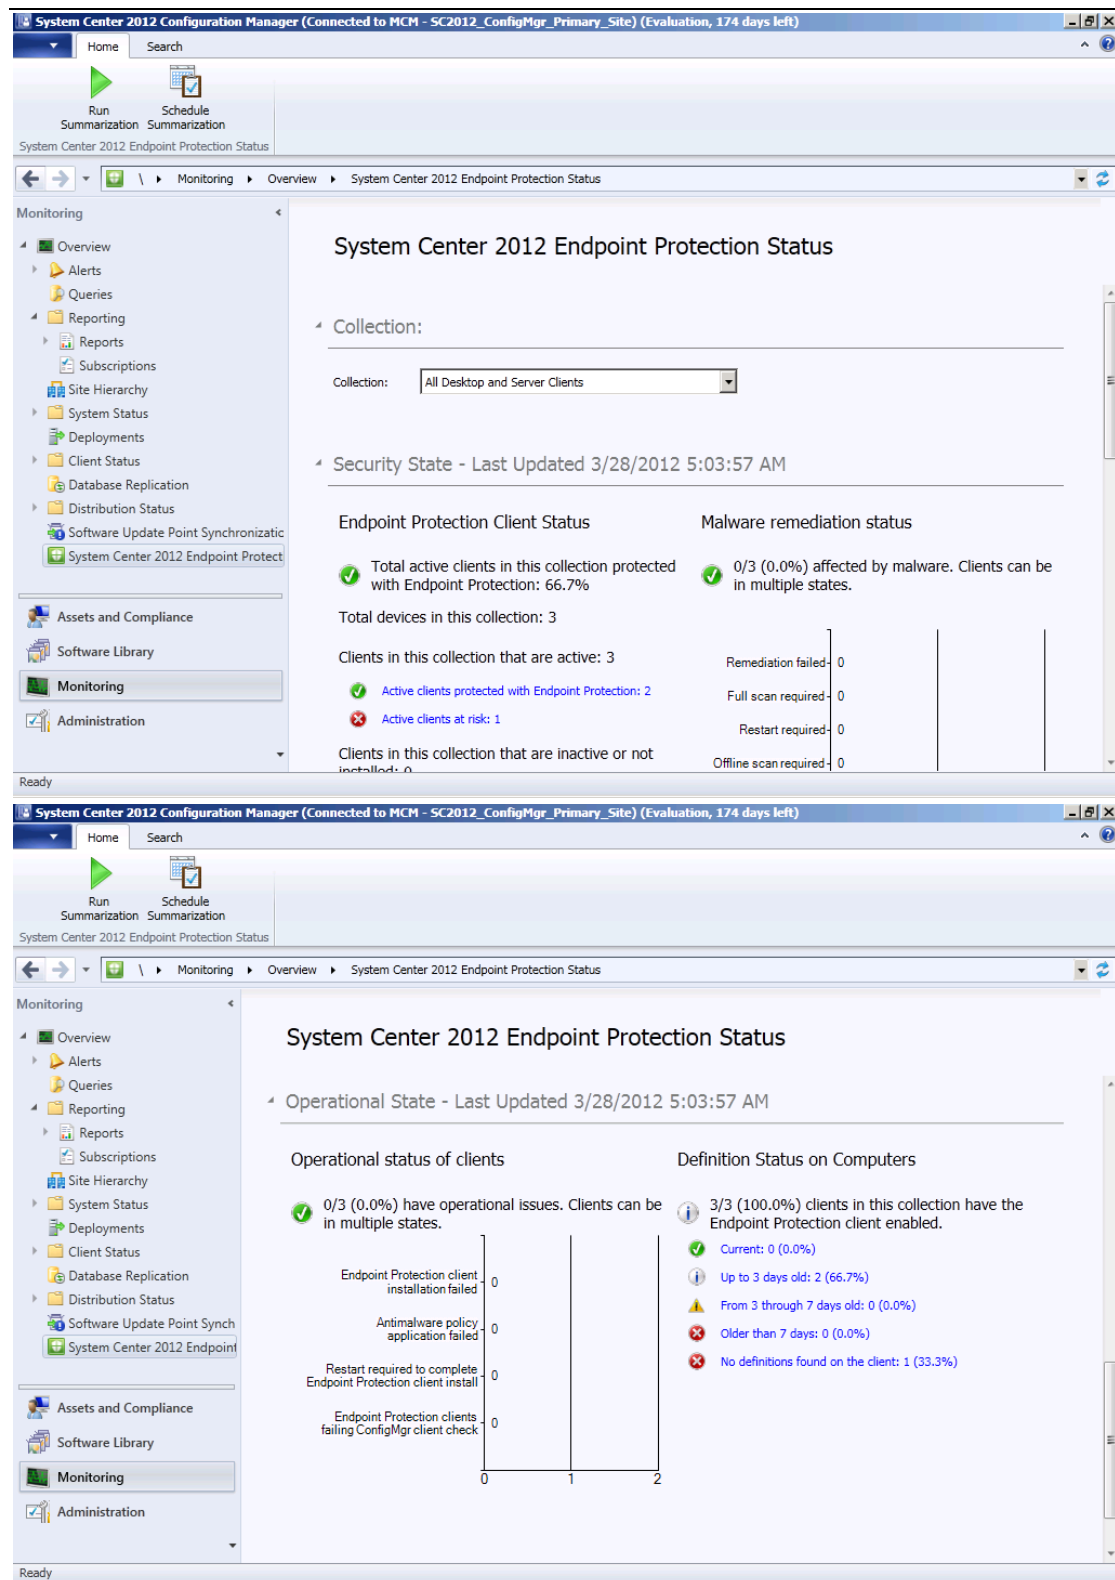 System Center 2012 Configuration Manager (Connected to MCM - SC2012_ConfigMgr_Primary_Site) (Evaluation, 174 days left)
Home Search
Run Summarization
Schedule Summarization
System Center 2012 Endpoint Protection Status
\ Monitoring Overview System Center 2012 Endpoint Protection Status
Monitoring
Overview
Alerts
Queries
Reporting
Reports
Subscriptions
Site Hierarchy
System Status
Deployments
Client Status
Database Replication
Distribution Status
Software Update Point Synchronizatic
System Center 2012 Endpoint Protect
Assets and Compliance
Software Library
Monitoring
Administration
System Center 2012 Endpoint Protection Status
Collection:
Collection: All Desktop and Server Clients
Security State - Last Updated 3/28/2012 5:03:57 AM
Endpoint Protection Client Status
Total active clients in this collection protected
with Endpoint Protection: 66.7%
Total devices in this collection: 3
Clients in this collection that are active: 3
Active clients protected with Endpoint Protection: 2
Active clients at risk: 1
Clients in this collection that are inactive or not
installed: 0
Malware remediation status
0/3 (0.0%) affected by malware. Clients can be
in multiple states.
Remediation failed 0
Full scan required 0
Restart required 0
Offline scan required 0
Ready
System Center 2012 Configuration Manager (Connected to MCM - SC2012_ConfigMgr_Primary_Site) (Evaluation, 174 days left)
Home Search
Run Summarization
Schedule Summarization
System Center 2012 Endpoint Protection Status
\ Monitoring Overview System Center 2012 Endpoint Protection Status
Monitoring
Overview
Alerts
Queries
Reporting
Reports
Subscriptions
Site Hierarchy
System Status
Deployments
Client Status
Database Replication
Distribution Status
Software Update Point Synch
System Center 2012 Endpoint
Assets and Compliance
Software Library
Monitoring
Administration
System Center 2012 Endpoint Protection Status
Operational State - Last Updated 3/28/2012 5:03:57 AM
Operational status of clients
0/3 (0.0%) have operational issues. Clients can be
in multiple states.
Endpoint Protection client
installation failed 0
Antimalware policy
application failed 0
Restart required to complete
Endpoint Protection client install 0
Endpoint Protection clients
failing ConfigMgr client check 0
0 1 2
Definition Status on Computers
3/3 (100.0%) clients in this collection have the
Endpoint Protection client enabled.
Current: 0 (0.0%)
Up to 3 days old: 2 (66.7%)
From 3 through 7 days old: 0 (0.0%)
Older than 7 days: 0 (0.0%)
No definitions found on the client: 1 (33.3%)
Ready